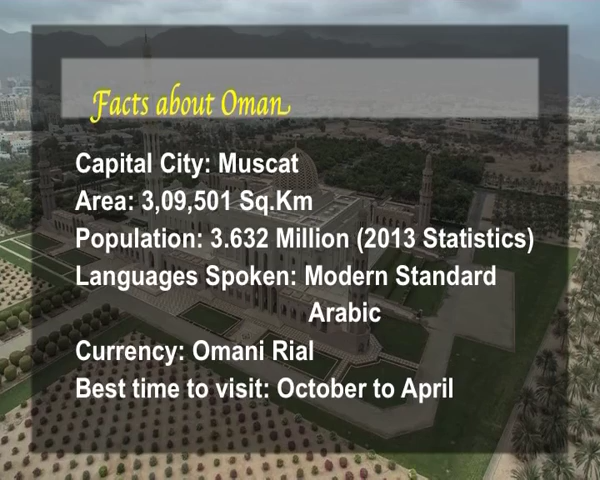 Facts about Oman
Capital City: Muscat
Area: 3,09,501 Sq.Km
Population: 3.632 Million (2013 Statistics)
Languages Spoken: Modern Standard
Arabic
Currency: Omani Rial
Best time to visit: October to April